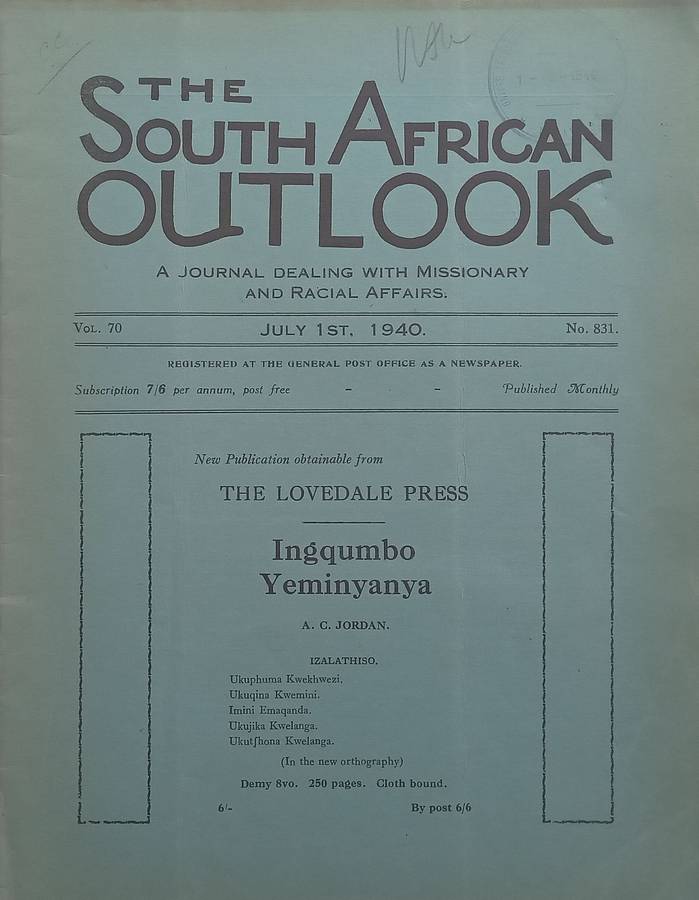 THE
SOUTH AFRICAN
OUTLOOK
A JOURNAL DEALING WITH MISSIONARY
AND RACIAL AFFAIRS.
VOL. 70 JULY 1ST, 1940. No. 831.
REGISTERED AT THE GENERAL POST OFFICE AS A NEWSPAPER.
Subscription 7/6 per annum, post free - - Published Monthly
New Publication obtainable from
THE LOVEDALE PRESS
Ingqumbo
Yeminyanya
A. C. JORDAN.
IZALATHISO.
Ukuphuma Kwekhwezi.
Ukuqina Kwemini.
Imini Emaqanda.
Ukujika Kwelanga.
Ukutʃhona Kwelanga.
(In the new orthography)
Demy 8vo. 250 pages. Cloth bound.
6/- By post 6/6